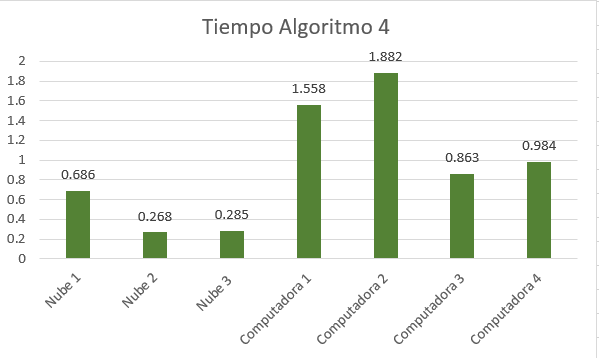 Tiempo Algoritmo 4
2
1.8
1.6
1.4
1.2
1
0.8
0.6
0.4
0.2
0
0.686
0.268
0.285
1.558
1.882
0.863
0.984
Nube 1
Nube 2
Nube 3
Computadora 1
Computadora 2
Computadora 3
Computadora 4